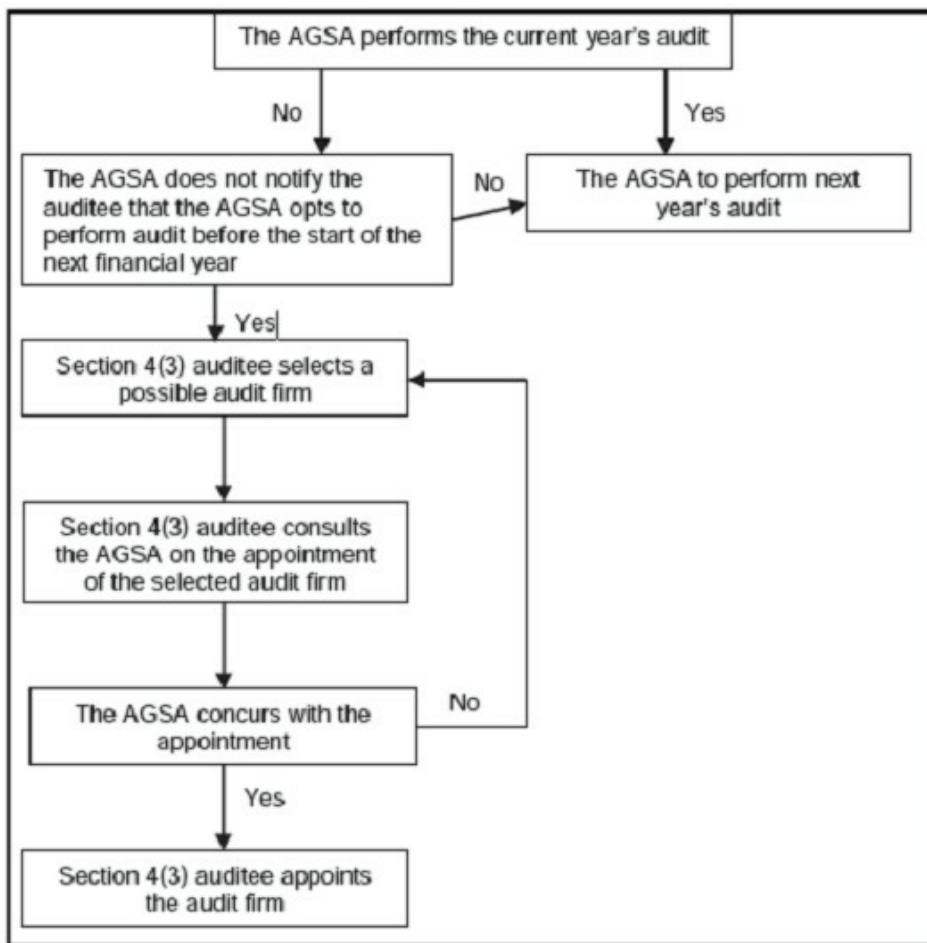 The AGSA performs the current year's audit
No
Yes
The AGSA does not notify the
auditee that the AGSA opts to
perform audit before the start of the
next financial year
No
The AGSA to perform next
year's audit
Yes
Section 4(3) auditee selects a
possible audit firm
Section 4(3) auditee consults
the AGSA on the appointment
of the selected audit firm
The AGSA concurs with the
appointment
No
Yes
Section 4(3) auditee appoints
the audit firm